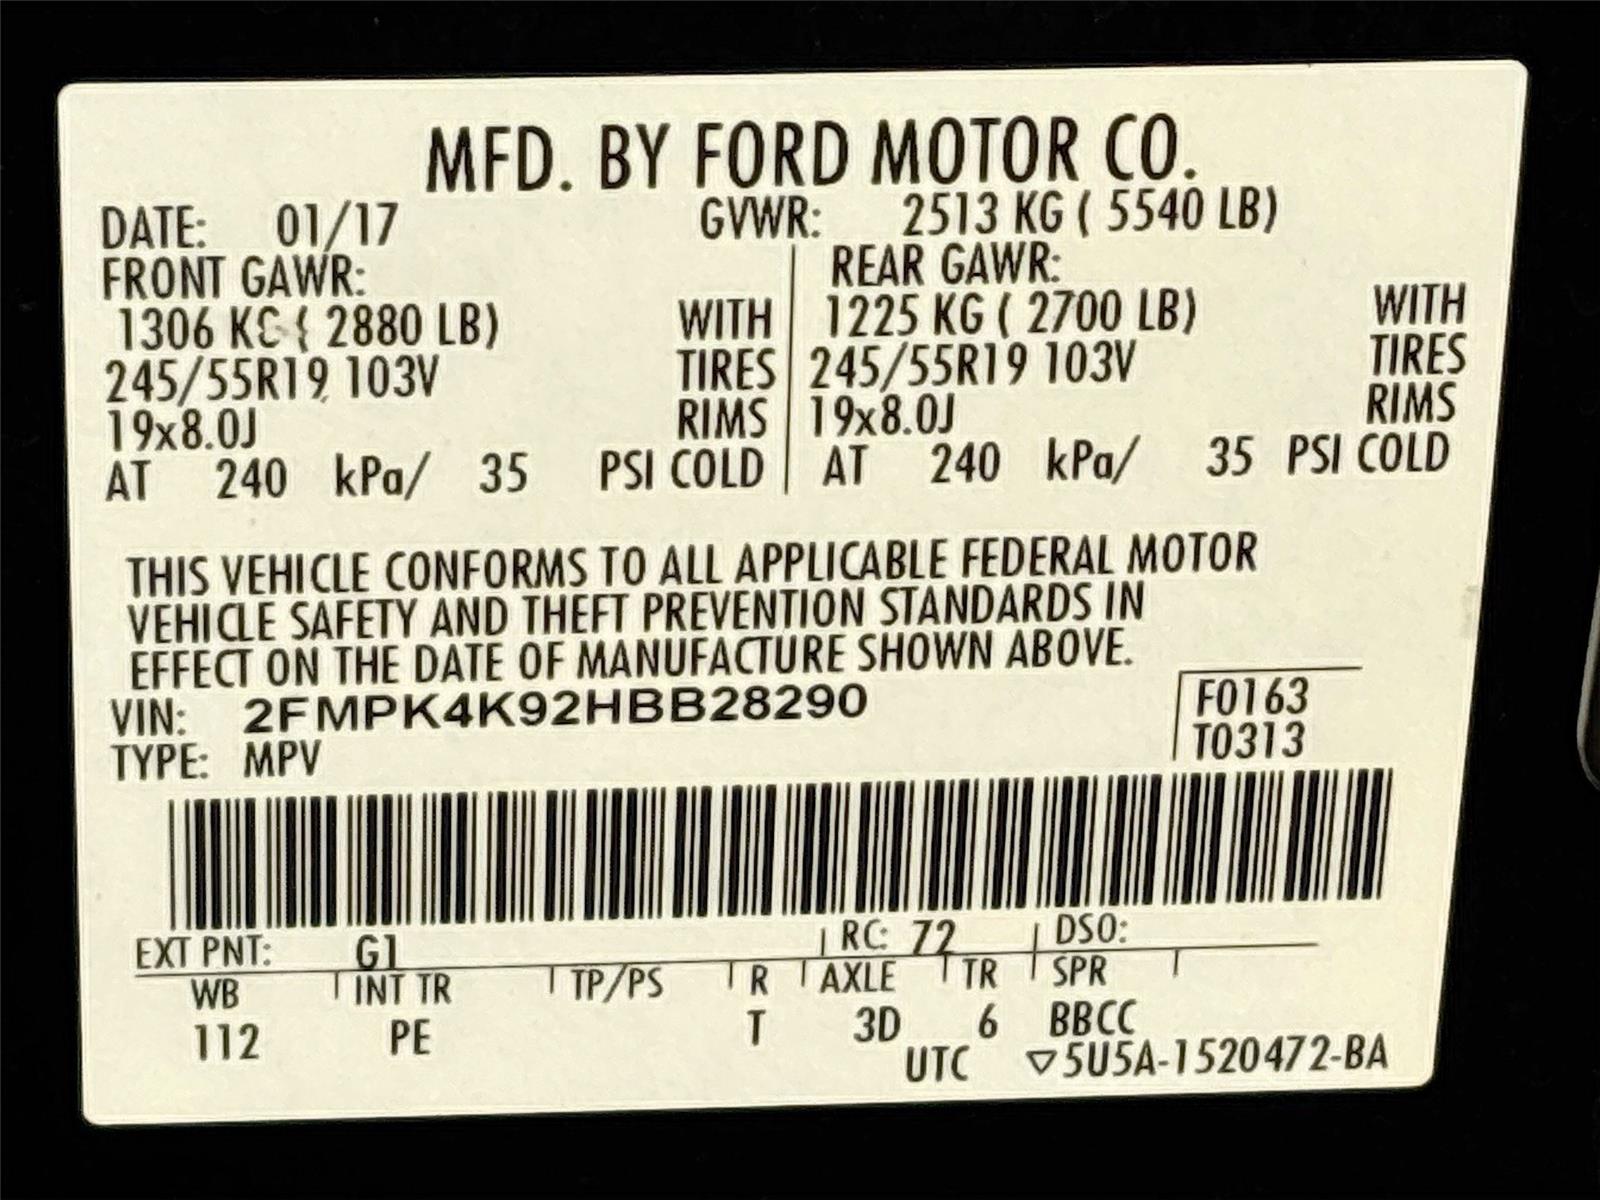 MFD. BY FORD MOTOR CO.
DATE: 01/17 GVWR: 2513 KG ( 5540 LB)
FRONT GAWR: REAR GAWR:
1306 KG ( 2880 LB) WITH 1225 KG ( 2700 LB) WITH
245/55R19 103V TIRES 245/55R19 103V TIRES
19x8.0J RIMS 19x8.0J RIMS
AT 240 kPa/ 35 PSI COLD AT 240 kPa/ 35 PSI COLD
THIS VEHICLE CONFORMS TO ALL APPLICABLE FEDERAL MOTOR
VEHICLE SAFETY AND THEFT PREVENTION STANDARDS IN
EFFECT ON THE DATE OF MANUFACTURE SHOWN ABOVE.
VIN: 2FMPK4K92HBB28290 F0163
TYPE: MPV T0313
EXT PNT: G1 RC: 72 DSO:
WB INT TR TP/PS R AXLE TR SPR
112 PE T 3D 6 BBCC
UTC ▽5U5A-1520472-BA